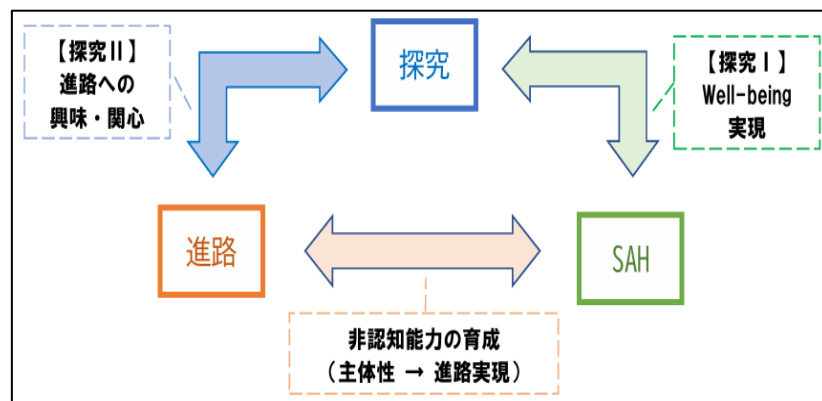 【探究Ⅱ】
進路への
興味・関心
探究
【探究Ⅰ】
Well-being
実現
進路
SAH
非認知能力の育成
（主体性 → 進路実現）